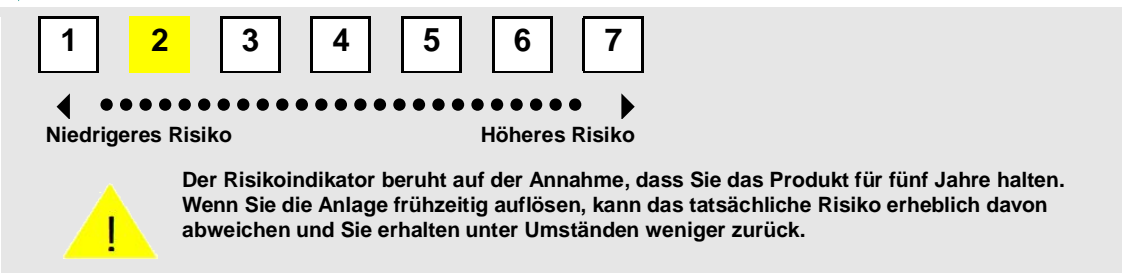 1 2 3 4 5 6 7
Niedrigeres Risiko Höheres Risiko
Der Risikoindikator beruht auf der Annahme, dass Sie das Produkt für fünf Jahre halten.
Wenn Sie die Anlage frühzeitig auflösen, kann das tatsächliche Risiko erheblich davon
abweichen und Sie erhalten unter Umständen weniger zurück.
!